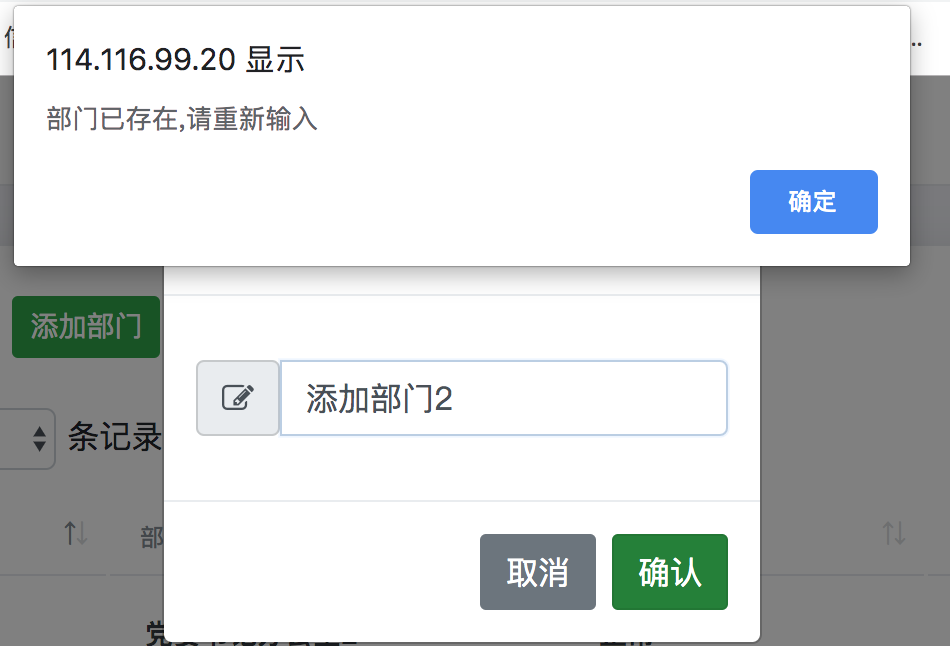 114.116.99.20 显示
部门已存在,请重新输入
确定
添加部门
添加部门2
条记录
部
取消
确认